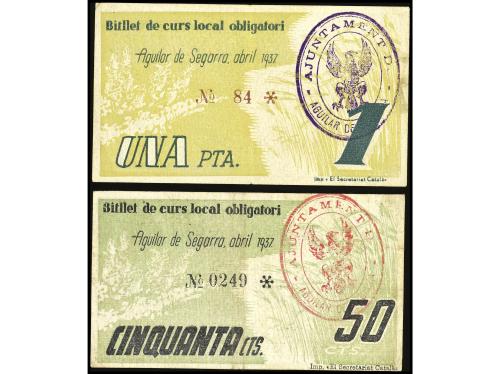 Bitllet de curs local obligatori
Aguilar de Segarra, abril 1937
№ 84 *
AJUNTAMENT D.
AGUILAR DE
UNA PTA.
1
Imp. «El Secretariat Català»
Bitllet de curs local obligatori
Aguilar de Segarra, abril 1937.
№ 0249 *
AJUNTAMENT D.
AGUILAR DE
CINQUANTA CTS.
50
CTS.
Imp. «El Secretariat Català»